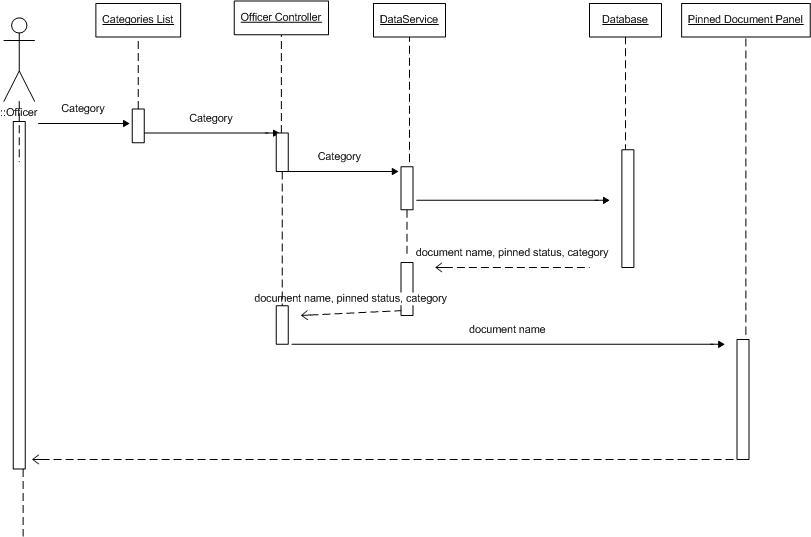 Categories List
Officer Controller
DataService
Database
Pinned Document Panel
::Officer
Category
Category
Category
document name, pinned status, category
document name, pinned status, category
document name